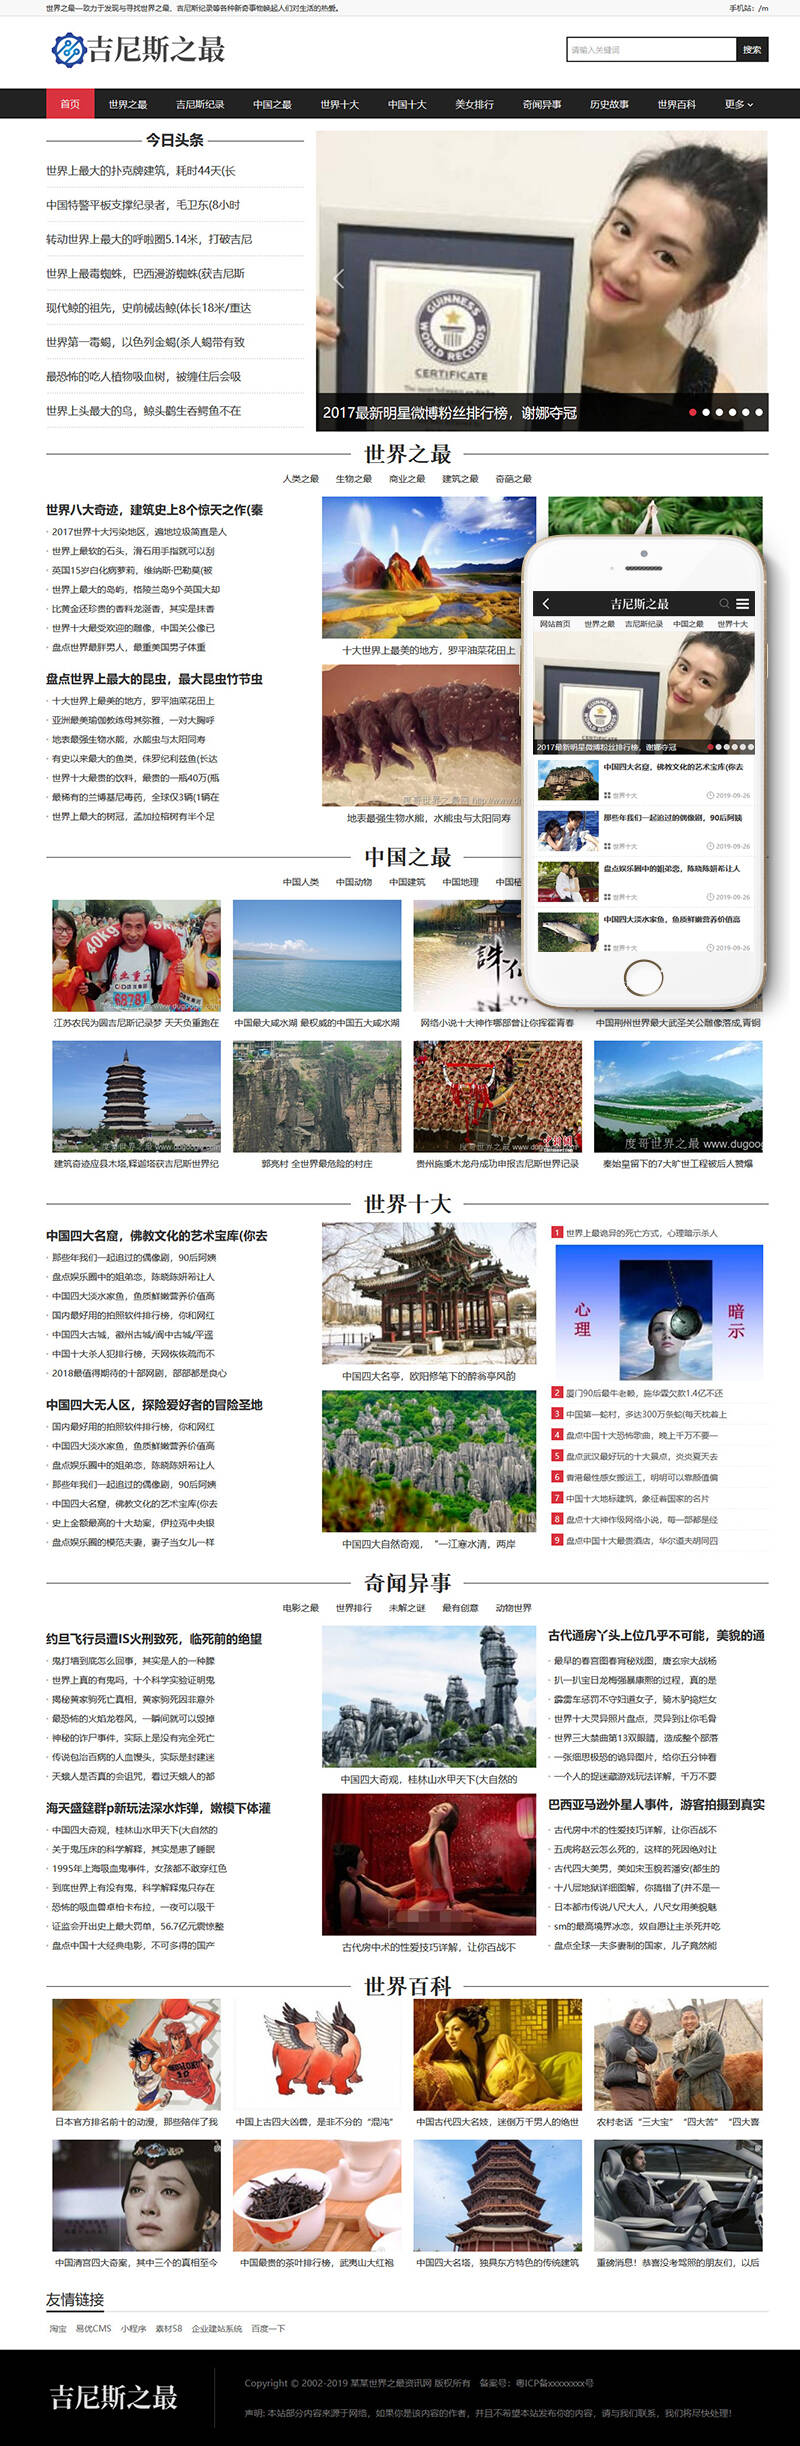 世界之最—致力于发现与寻找世界之最，吉尼斯纪录等各种新奇事物唤起人们对生活的热爱。
手机站：/m
吉尼斯之最
请输入关键词
搜索
首页 世界之最 吉尼斯纪录 中国之最 世界十大 中国十大 美女排行 奇闻异事 历史故事 世界百科 更多
今日头条
世界上最大的扑克牌建筑，耗时44天(长
中国特警平板支撑纪录者，毛卫东(8小时
转动世界上最大的呼啦圈5.14米，打破吉尼
世界上最毒蜘蛛，巴西漫游蜘蛛(获吉尼斯
现代鲸的祖先，史前械齿鲸(体长18米/重达
世界第一毒蝎，以色列金蝎(杀人蝎带有致
最恐怖的吃人植物吸血树，被缠住后会吸
世界上头最大的鸟，鲸头鹳生吞鳄鱼不在
GUINNESS
WORLD RECORDS
CERTIFICATE
2017最新明星微博粉丝排行榜，谢娜夺冠
世界之最
人类之最 生物之最 商业之最 建筑之最 奇葩之最
世界八大奇迹，建筑史上8个惊天之作(秦
2017世界十大污染地区，遍地垃圾简直是人
世界上最软的石头，滑石用手指就可以刮
英国15岁白化病萝莉，维纳斯·巴勒莫(被
世界上最大的岛屿，格陵兰岛9个英国大却
比黄金还珍贵的香料龙涎香，其实是抹香
世界十大最受欢迎的雕像，中国关公像已
盘点世界最胖男人，最重美国男子体重
十大世界上最美的地方，罗平油菜花田上
盘点世界上最大的昆虫，最大昆虫竹节虫
十大世界上最美的地方，罗平油菜花田上
亚洲最美瑜伽教练母其弥雅，一对大胸呼
地表最强生物水熊，水熊虫与太阳同寿
有史以来最大的鱼类，侏罗纪利兹鱼(长达
世界十大最贵的饮料，最贵的一瓶40万(瓶
最稀有的兰博基尼毒药，全球仅3辆(1辆在
世界上最大的树冠，孟加拉榕树有半个足
度哥世界之最网 http://www.du
地表最强生物水熊，水熊虫与太阳同寿
吉尼斯之最
网站首页 世界之最 吉尼斯纪录 中国之最 世界十大
GUINNESS
WORLD RECORDS
CERTIFICATE
2017最新明星微博粉丝排行榜，谢娜夺冠
中国四大名窟，佛教文化的艺术宝库(你去
世界十大 2019-09-26
那些年我们一起追过的偶像剧，90后阿姨
世界十大 2019-09-26
盘点娱乐圈中的姐弟恋，陈晓陈妍希让人
世界十大 2019-09-26
中国四大淡水家鱼，鱼质鲜嫩营养价值高
世界十大 2019-09-26
中国之最
中国人类 中国动物 中国建筑 中国地理
40kg
68781
诛仙
江苏农民为圆吉尼斯记录梦 天天负重跑在
中国最大咸水湖 最权威的中国五大咸水湖
网络小说十大神作哪部曾让你挥霍青春
中国荆州世界最大武圣关公雕像落成,青铜
度哥世界之最 www.dugoog
建筑奇迹应县木塔,释迦塔获吉尼斯世界纪
郭亮村 全世界最危险的村庄
贵州施秉木龙舟成功申报吉尼斯世界记录
秦始皇留下的7大旷世工程被后人赞爆
世界十大
中国四大名窟，佛教文化的艺术宝库(你去
那些年我们一起追过的偶像剧，90后阿姨
盘点娱乐圈中的姐弟恋，陈晓陈妍希让人
中国四大淡水家鱼，鱼质鲜嫩营养价值高
国内最好用的拍照软件排行榜，你和网红
中国四大古城，徽州古城/阆中古城/平遥
中国十大杀人犯排行榜，天网恢恢疏而不
2018最值得期待的十部网剧，部部都是良心
中国四大名亭，欧阳修笔下的醉翁亭风韵
中国四大无人区，探险爱好者的冒险圣地
国内最好用的拍照软件排行榜，你和网红
中国四大淡水家鱼，鱼质鲜嫩营养价值高
盘点娱乐圈中的姐弟恋，陈晓陈妍希让人
那些年我们一起追过的偶像剧，90后阿姨
中国四大名窟，佛教文化的艺术宝库(你去
史上金额最高的十大劫案，伊拉克中央银
盘点娱乐圈的模范夫妻，妻子当女儿一样
中国四大自然奇观，“一江寒水清，两岸
1 世界上最诡异的死亡方式，心理暗示杀人
心理 暗示
2 厦门90后最牛老赖，施华霖欠款1.4亿不还
3 中国第一蛇村，多达300万条蛇(每天枕着上
4 盘点中国十大恐怖歌曲，晚上千万不要一
5 盘点武汉最好玩的十大景点，炎炎夏天去
6 香港最性感女搬运工，明明可以靠颜值偏
7 中国十大地标建筑，象征着国家的名片
8 盘点十大神作级网络小说，每一部都是经
9 盘点中国十大最贵酒店，华尔道夫胡同四
奇闻异事
电影之最 世界排行 未解之谜 最有创意 动物世界
约旦飞行员遭IS火刑致死，临死前的绝望
鬼打墙到底怎么回事，其实是人的一种朦
世界上真的有鬼吗，十个科学实验证明鬼
揭秘黄家驹死亡真相，黄家驹死因非意外
最恐怖的火焰龙卷风，一瞬间就可以毁掉
神秘的诈尸事件，实际上是没有完全死亡
传说包治百病的人血馒头，实际是封建迷
天蛾人是否真的会诅咒，看过天蛾人的都
中国四大奇观，桂林山水甲天下(大自然的
古代通房丫头上位几乎不可能，美貌的通
最早的春宫图春宵秘戏图，唐玄宗大战杨
扒一扒宝日龙梅强暴康熙的过程，真的是
霹雳车惩罚不守妇道女子，骑木驴捣烂女
世界十大灵异照片盘点，灵异到让你毛骨
世界三大禁曲第13双眼睛，造成整个部落
一张细思极恐的诡异图片，给你五分钟看
一个人的捉迷藏游戏玩法详解，千万不要
海天盛筵群p新玩法深水炸弹，嫩模下体灌
中国四大奇观，桂林山水甲天下(大自然的
关于鬼压床的科学解释，其实是患了睡眠
1995年上海吸血鬼事件，女孩都不敢穿红色
到底世界上有没有鬼，科学解释鬼只存在
恐怖的吸血兽卓柏卡布拉，一夜可以吸干
证监会开出史上最大罚单，56.7亿元震惊整
盘点中国十大经典电影，不可多得的国产
古代房中术的性爱技巧详解，让你百战不
巴西亚马逊外星人事件，游客拍摄到真实
古代房中术的性爱技巧详解，让你百战不
五虎将赵云怎么死的，这样的死因绝对让
古代四大美男，美如宋玉貌若潘安(都生的
十八层地狱详细图解，你搞错了(并不是一
日本都市传说八尺大人，八尺女用美貌魅
sm的最高境界冰恋，奴自愿让主杀死并吃
盘点全球一夫多妻制的国家，儿子竟然能
世界百科
日本官方排名前十的动漫，那些陪伴了我
中国上古四大凶兽，是非不分的“混沌”
中国古代四大名妓，迷倒万千男人的绝世
农村老话“三大宝” “四大苦” “四大喜
中国清宫四大奇案，其中三个的真相至今
中国最贵的茶叶排行榜，武夷山大红袍
中国四大名塔，独具东方特色的传统建筑
重磅消息！恭喜没考驾照的朋友们，以后
友情链接
淘宝 易优CMS 小程序 素材58 企业建站系统 百度一下
吉尼斯之最
Copyright © 2002-2019 某某世界之最资讯网 版权所有 备案号：粤ICP备xxxxxxxx号
声明: 本站部分内容来源于网络，如果你是该内容的作者，并且不希望本站发布你的内容，请与我们联系，我们将尽快处理！